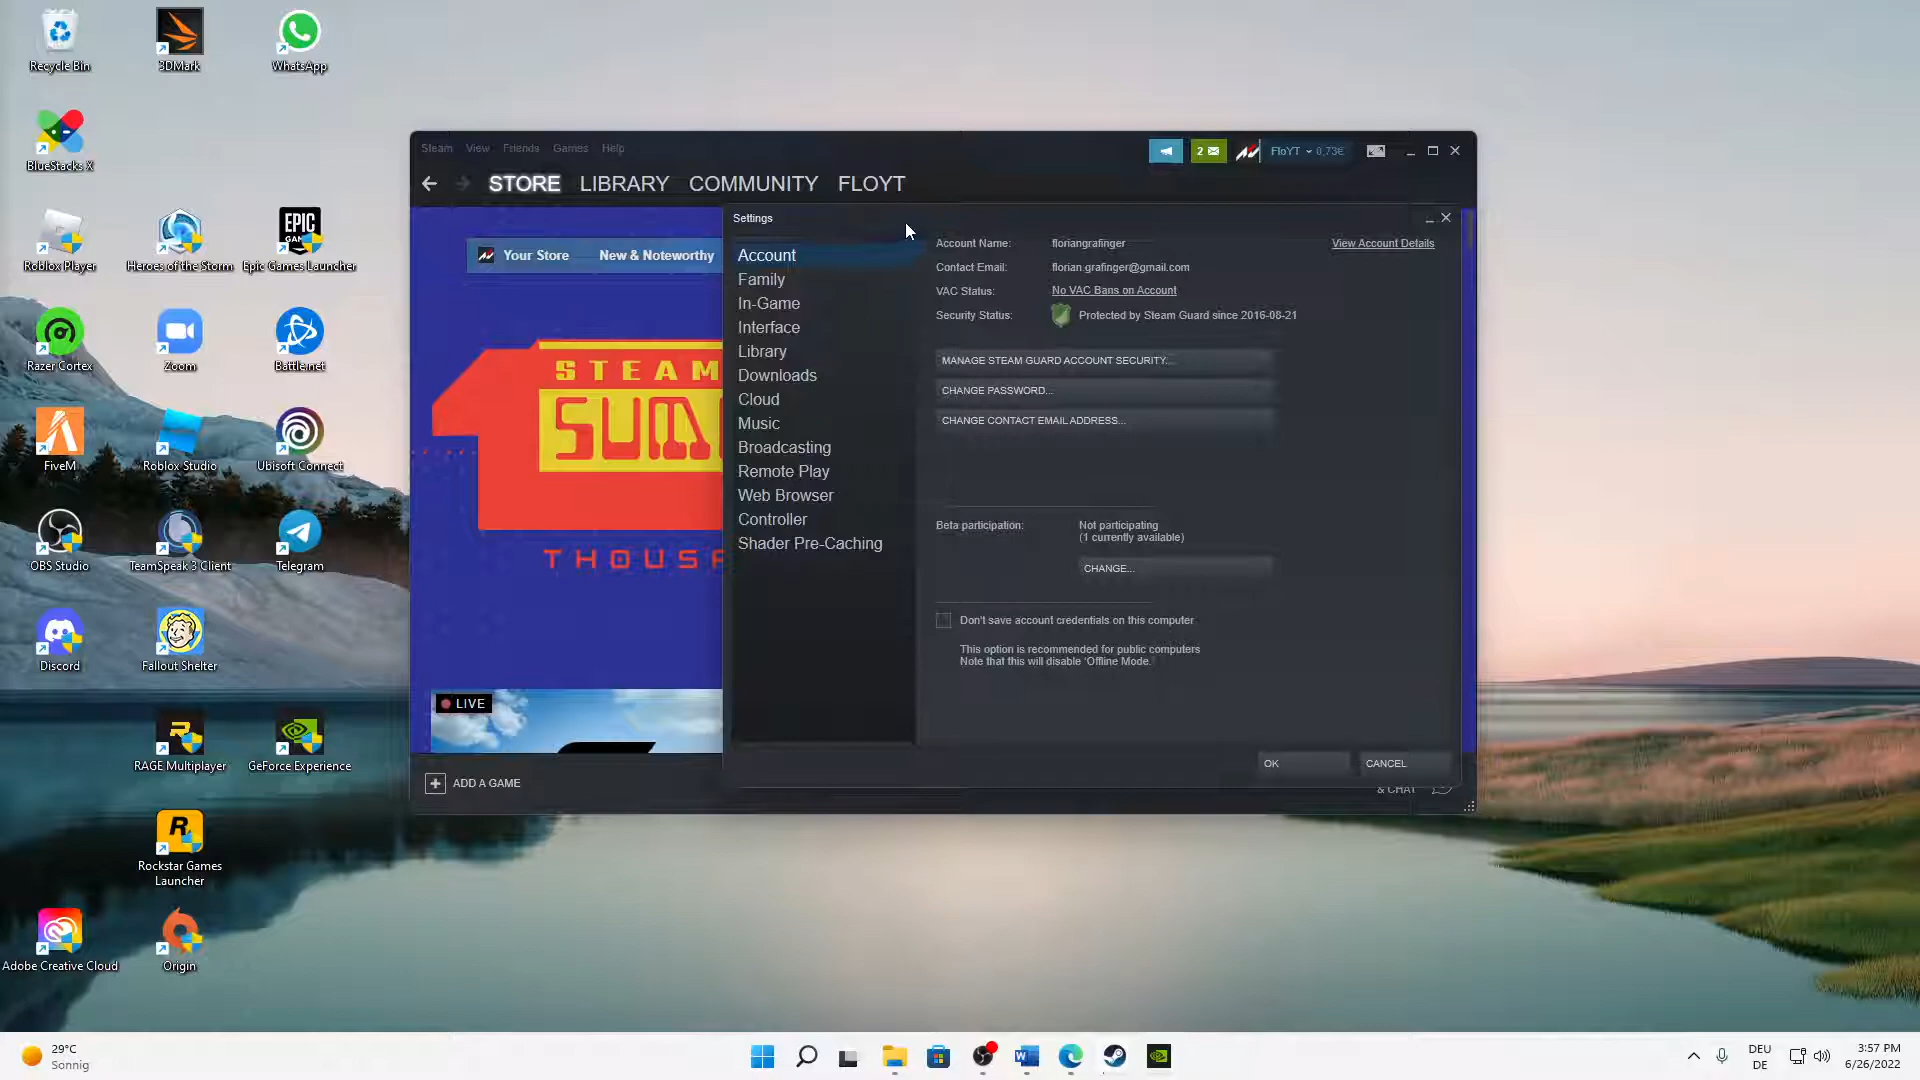 Recycle Bin
3DMark
WhatsApp
BlueStacks X
Roblox Player
Heroes of the Storm
EPIC
GAMES
Epic Games Launcher
Razer Cortex
Zoom
Battle.net
FiveM
Roblox Studio
Ubisoft Connect
OBS Studio
TeamSpeak 3 Client
Telegram
Discord
Fallout Shelter
RAGE Multiplayer
GeForce Experience
Rockstar Games
Launcher
Adobe Creative Cloud
Origin
Steam View Friends Games Help
2
FloYT 0,73€
STORE LIBRARY COMMUNITY FLOYT
Your Store New & Noteworthy
STEAM
THOUSA
LIVE
ADD A GAME
& CHAT
Settings
Account
Family
In-Game
Interface
Library
Downloads
Cloud
Music
Broadcasting
Remote Play
Web Browser
Controller
Shader Pre-Caching
Account Name: floriangrafinger View Account Details
Contact Email: florian.grafinger@gmail.com
VAC Status: No VAC Bans on Account
Security Status: Protected by Steam Guard since 2016-08-21
MANAGE STEAM GUARD ACCOUNT SECURITY...
CHANGE PASSWORD...
CHANGE CONTACT EMAIL ADDRESS...
Beta participation: Not participating
(1 currently available)
CHANGE...
Don't save account credentials on this computer
This option is recommended for public computers
Note that this will disable 'Offline Mode.'
OK CANCEL
29°C
Sonnig
DEU
DE
3:57 PM
6/26/2022